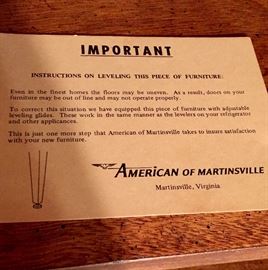 IMPORTANT
INSTRUCTIONS ON LEVELING THIS PIECE OF FURNITURE:
Even in the finest homes the floors may be uneven. As a result, doors on your
furniture may be out of line and may not operate properly.
To correct this situation we have equipped this piece of furniture with adjustable
leveling glides. These work in the same manner as the levelers on your refrigerator
and other appliances.
This is just one more step that American of Martinsville takes to insure satisfaction
with your new furniture.
AMERICAN OF MARTINSVILLE
Martinsville, Virginia